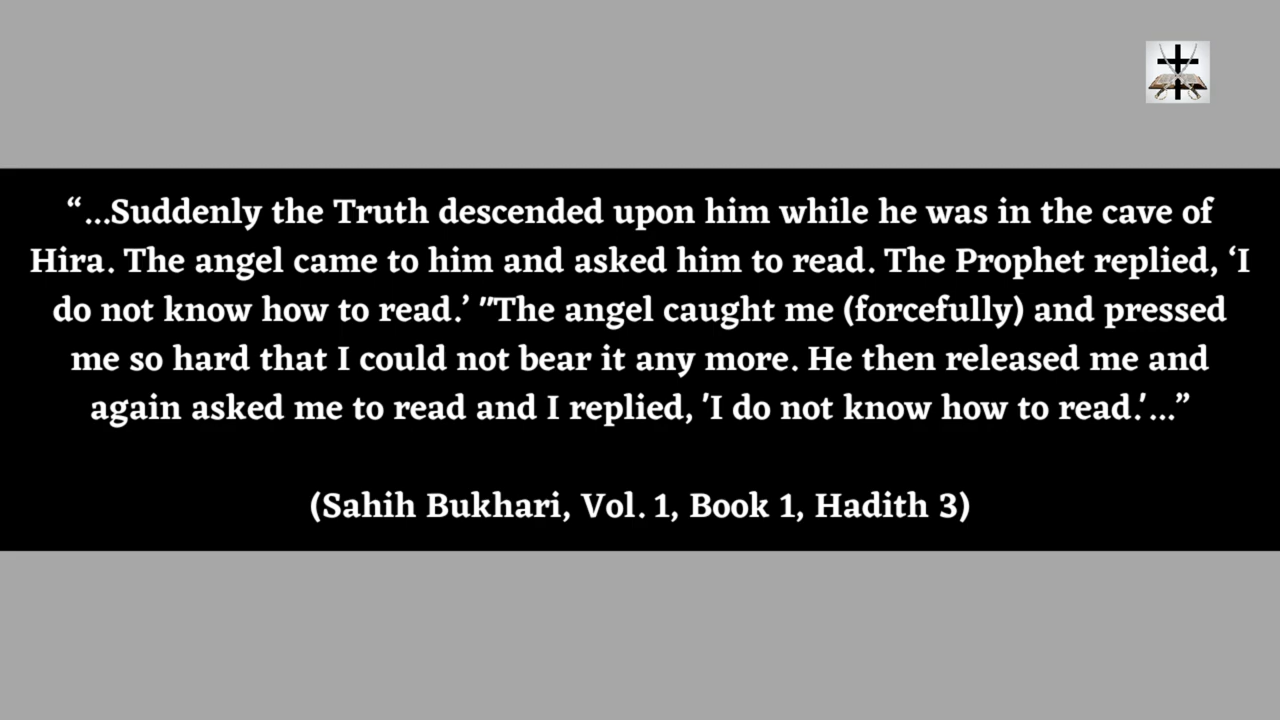 “...Suddenly the Truth descended upon him while he was in the cave of
Hira. The angel came to him and asked him to read. The Prophet replied, ‘I
do not know how to read.’ "The angel caught me (forcefully) and pressed
me so hard that I could not bear it any more. He then released me and
again asked me to read and I replied, 'I do not know how to read.'...”
(Sahih Bukhari, Vol. 1, Book 1, Hadith 3)